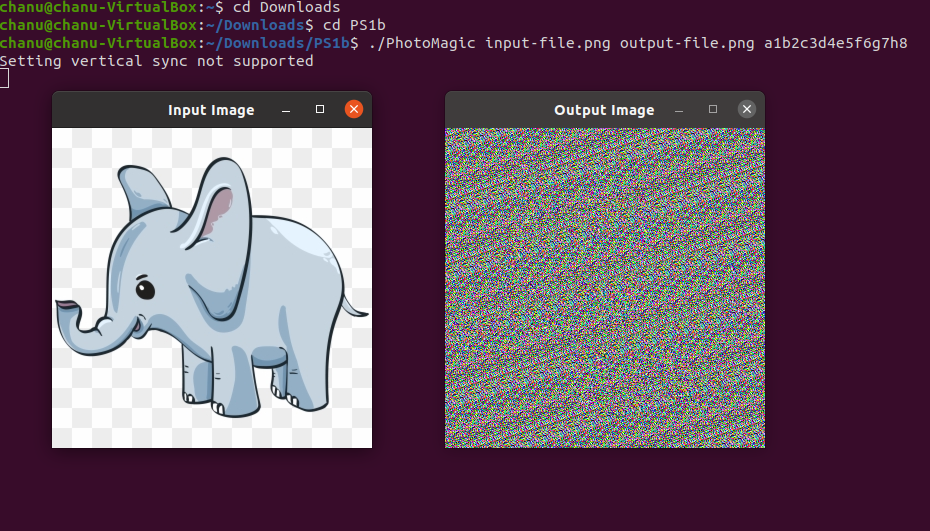 chanu@chanu-VirtualBox:~$ cd Downloads
chanu@chanu-VirtualBox:~/Downloads$ cd PS1b
chanu@chanu-VirtualBox:~/Downloads/PS1b$ ./PhotoMagic input-file.png output-file.png a1b2c3d4e5f6g7h8
Setting vertical sync not supported
Input Image
Output Image